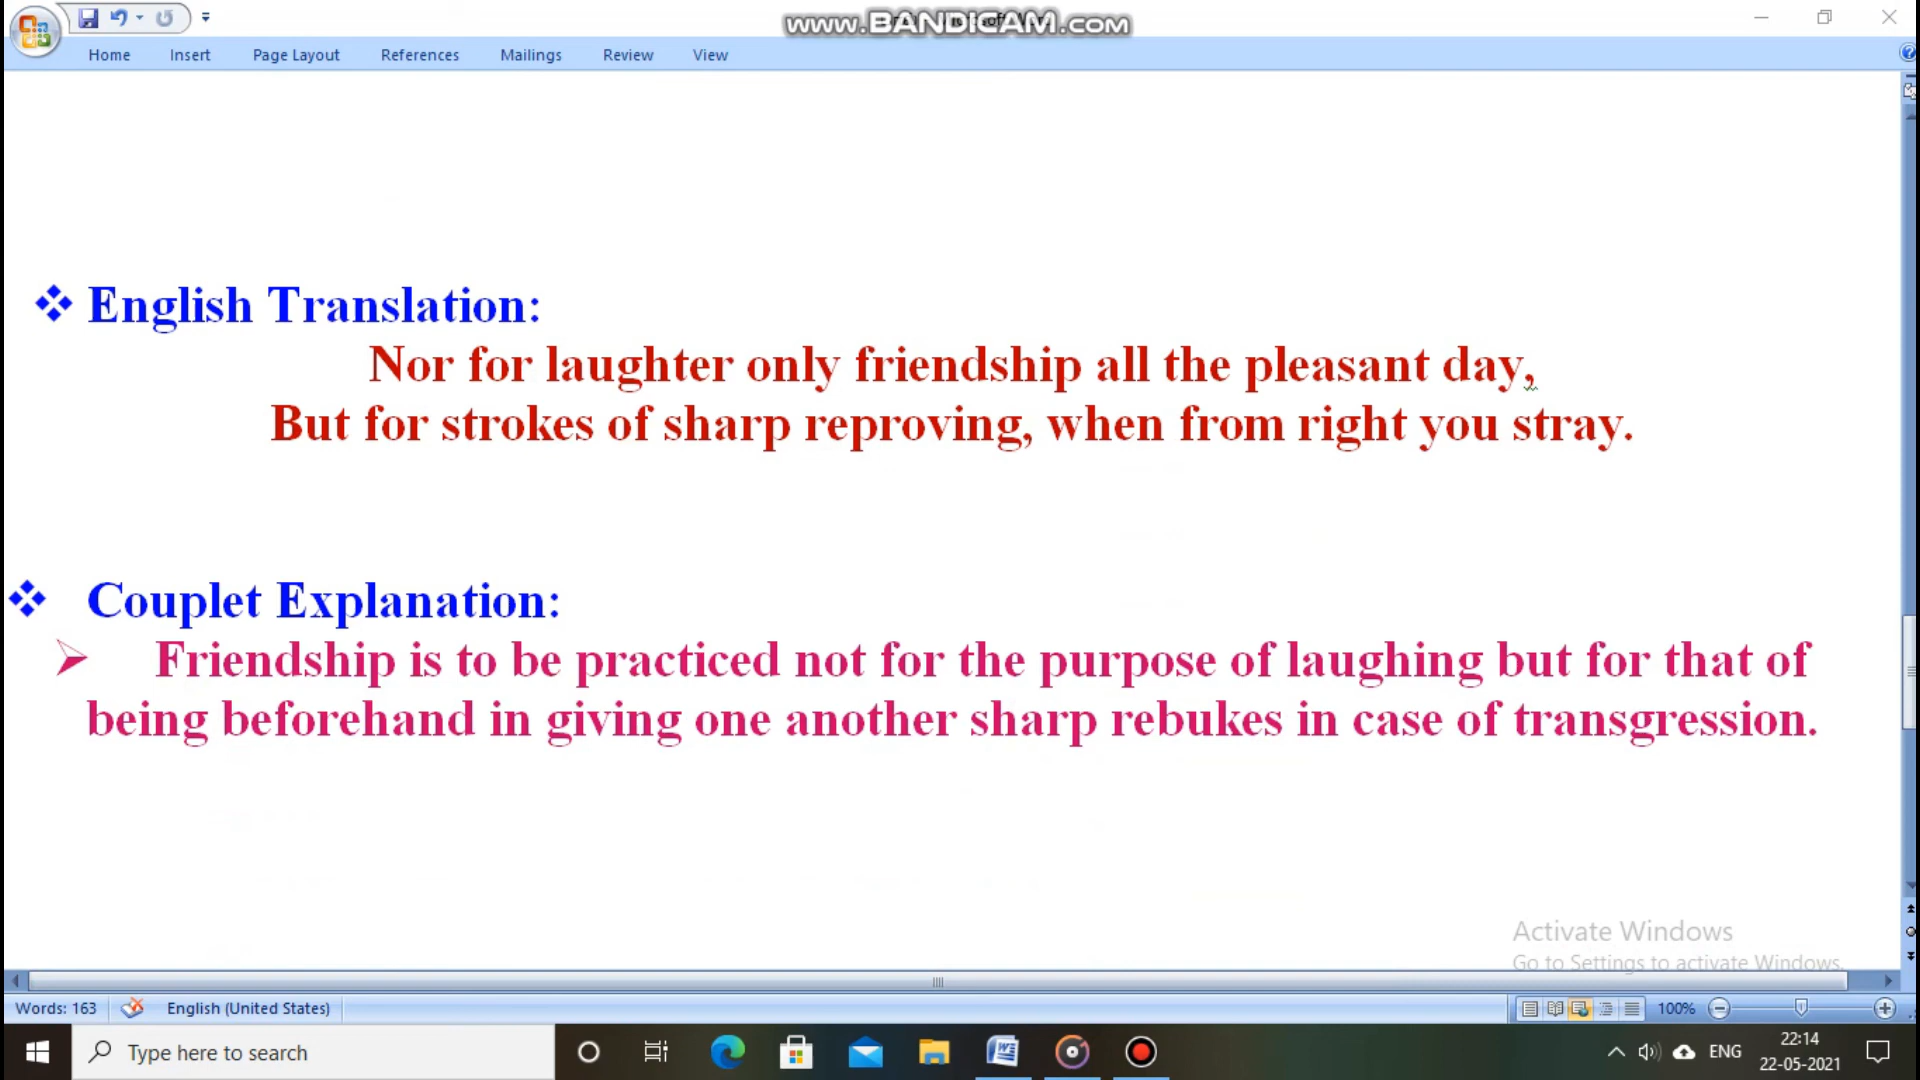 www.BANDICAM.com
Home Insert Page Layout References Mailings Review View
English Translation:
Nor for laughter only friendship all the pleasant day,
But for strokes of sharp reproving, when from right you stray.
Couplet Explanation:
Friendship is to be practiced not for the purpose of laughing but for that of
being beforehand in giving one another sharp rebukes in case of transgression.
Activate Windows
Go to Settings to activate Windows.
Words: 163 English (United States) 100%
Type here to search ENG 22:14
22-05-2021